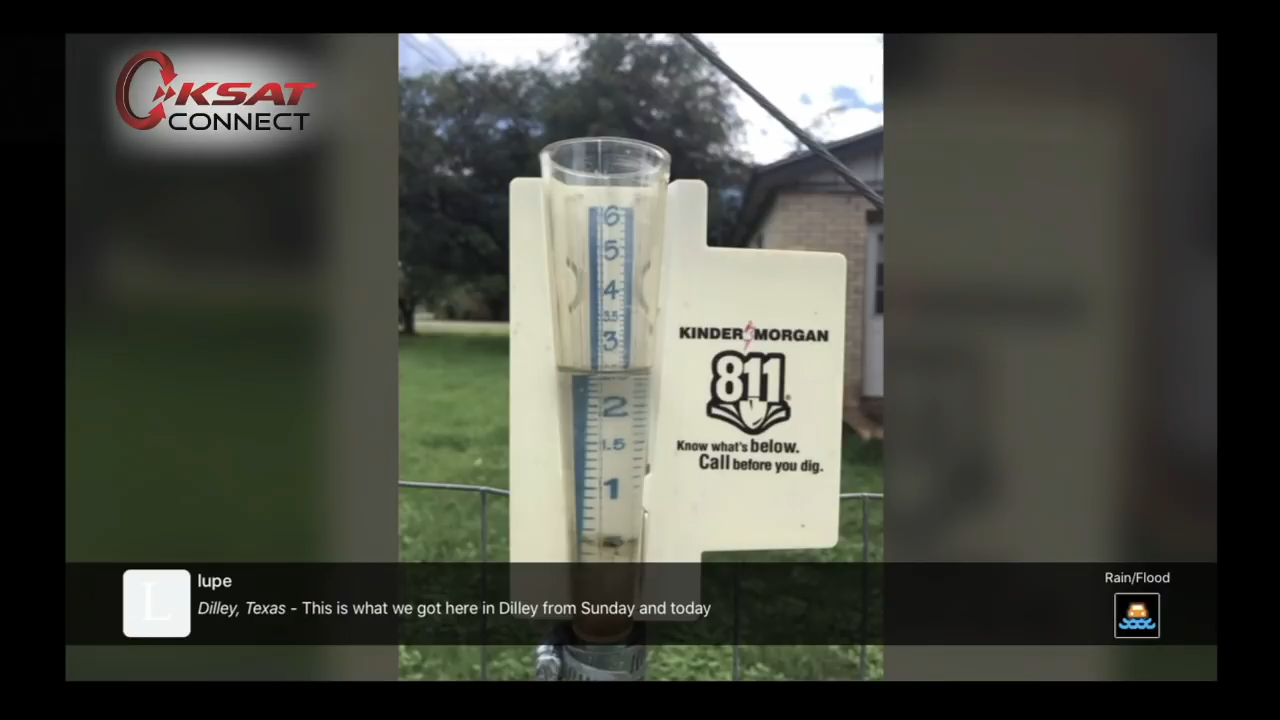 KSAT
CONNECT
6
5
4
3.5
3
2
1.5
1
KINDER MORGAN
811
Know what's below.
Call before you dig.
L
lupe
Dilley, Texas - This is what we got here in Dilley from Sunday and today
Rain/Flood